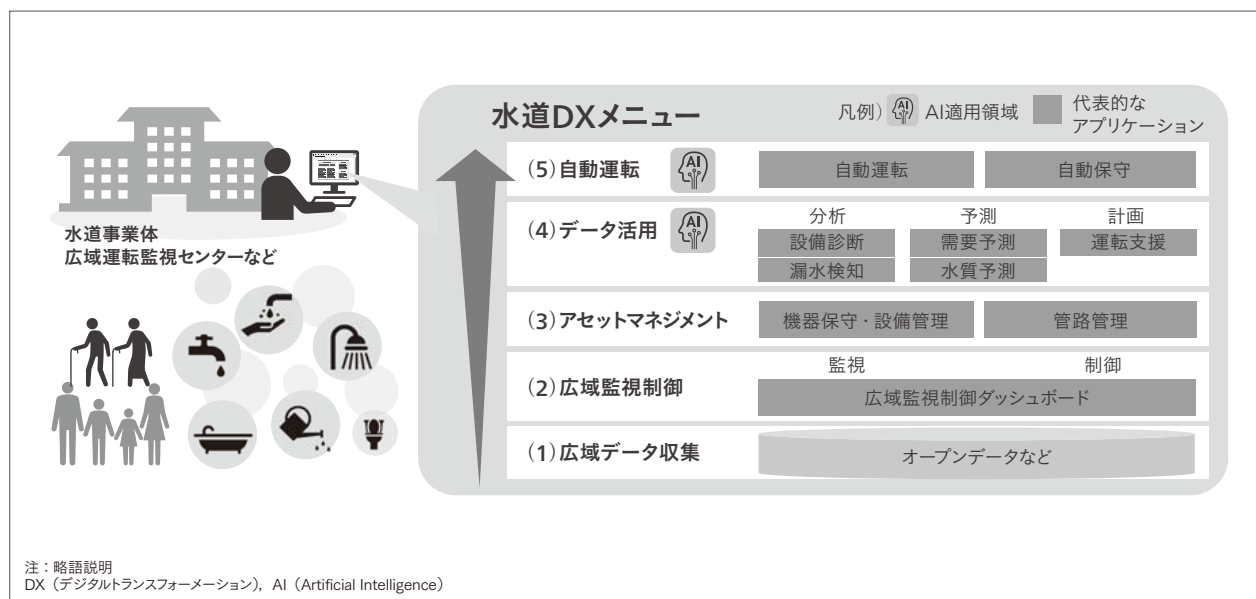 水道DXメニュー
凡例） AI AI適用領域 代表的な
アプリケーション
（5）自動運転 AI 自動運転 自動保守
（4）データ活用 AI 分析 予測 計画
設備診断 需要予測 運転支援
漏水検知 水質予測
（3）アセットマネジメント 機器保守・設備管理 管路管理
監視 制御
（2）広域監視制御 広域監視制御ダッシュボード
（1）広域データ収集 オープンデータなど
水道事業体
広域運転監視センターなど
注：略語説明
DX（デジタルトランスフォーメーション），AI（Artificial Intelligence）